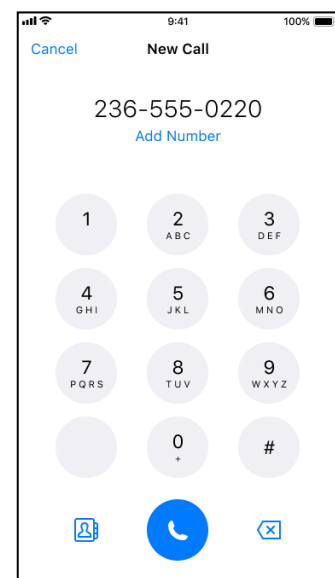 9:41 100%
Cancel New Call
236-555-0220
Add Number
1 2 3
ABC DEF
4 5 6
GHI JKL MNO
7 8 9
PQRS TUV WXYZ
0 #
+